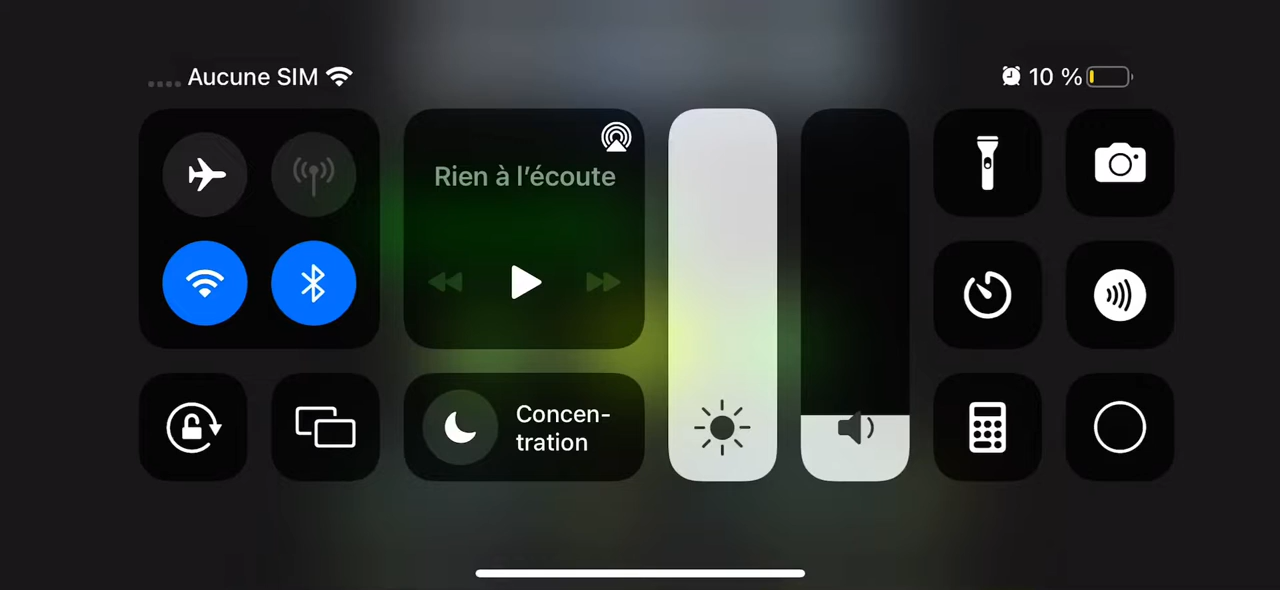 Aucune SIM
10 %
Rien à l’écoute
Concen-
tration